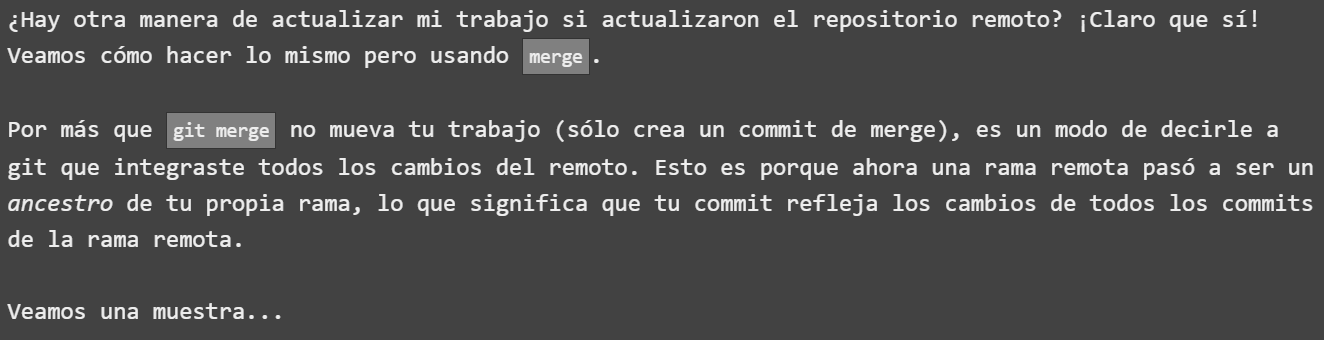 ¿Hay otra manera de actualizar mi trabajo si actualizaron el repositorio remoto? ¡Claro que sí!
Veamos cómo hacer lo mismo pero usando merge.
Por más que git merge no mueva tu trabajo (sólo crea un commit de merge), es un modo de decirle a
git que integraste todos los cambios del remoto. Esto es porque ahora una rama remota pasó a ser un
ancestro de tu propia rama, lo que significa que tu commit refleja los cambios de todos los commits
de la rama remota.
Veamos una muestra...